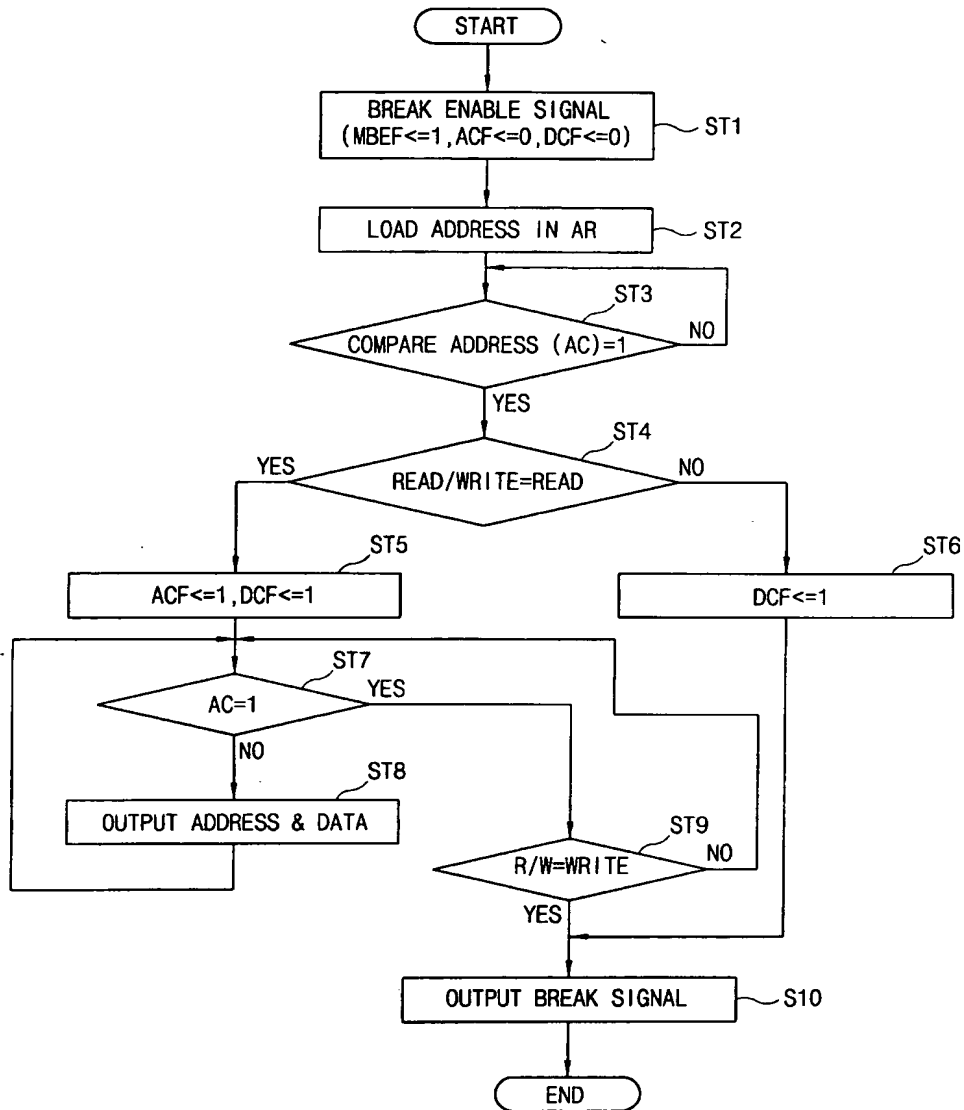 START
BREAK ENABLE SIGNAL
(MBEF<=1,ACF<=0,DCF<=0)
ST1
LOAD ADDRESS IN AR
ST2
ST3
COMPARE ADDRESS (AC)=1
NO
YES
ST4
YES
READ/WRITE=READ
NO
ST5
ACF<=1,DCF<=1
ST6
DCF<=1
ST7
AC=1
YES
NO
ST8
OUTPUT ADDRESS & DATA
ST9
R/W=WRITE
NO
YES
OUTPUT BREAK SIGNAL
S10
END